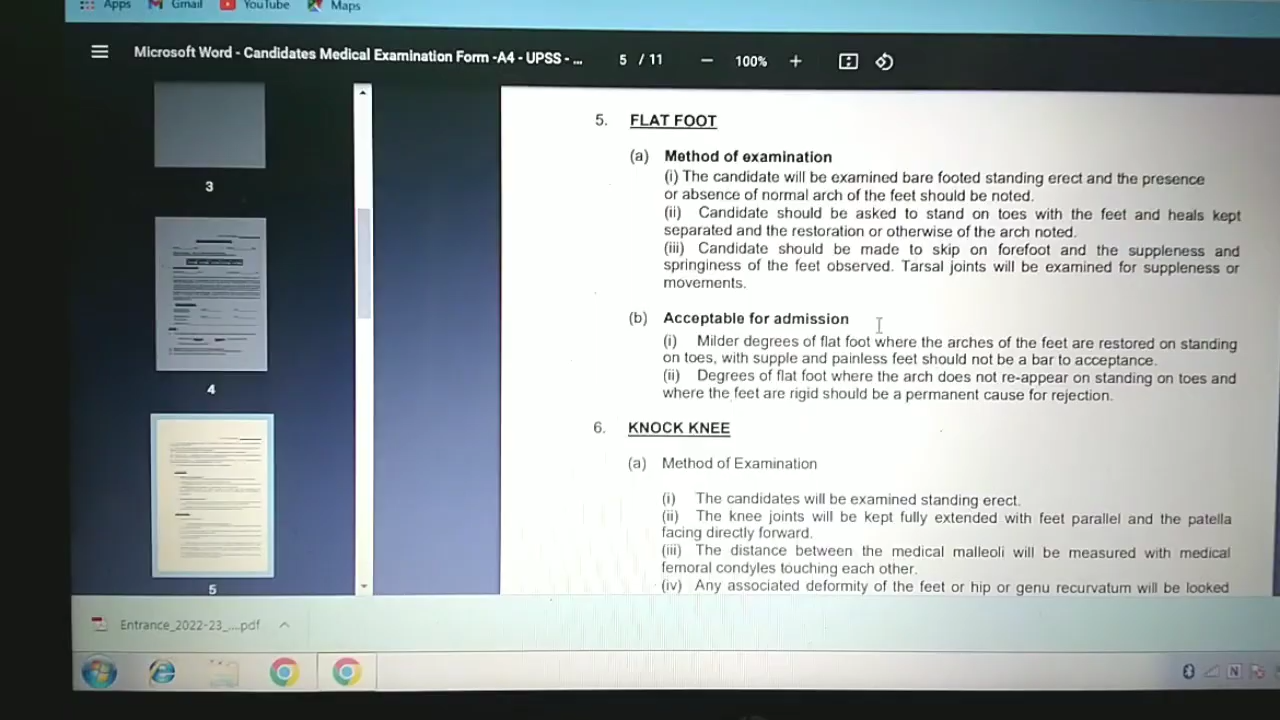 Apps Gmail YouTube Maps
Microsoft Word - Candidates Medical Examination Form -A4 - UPSS - ... 5 / 11 100%
3
4
5
5. FLAT FOOT
(a) Method of examination
(i) The candidate will be examined bare footed standing erect and the presence
or absence of normal arch of the feet should be noted.
(ii) Candidate should be asked to stand on toes with the feet and heals kept
separated and the restoration or otherwise of the arch noted.
(iii) Candidate should be made to skip on forefoot and the suppleness and
springiness of the feet observed. Tarsal joints will be examined for suppleness or
movements.
(b) Acceptable for admission
(i) Milder degrees of flat foot where the arches of the feet are restored on standing
on toes, with supple and painless feet should not be a bar to acceptance.
(ii) Degrees of flat foot where the arch does not re-appear on standing on toes and
where the feet are rigid should be a permanent cause for rejection.
6. KNOCK KNEE
(a) Method of Examination
(i) The candidates will be examined standing erect.
(ii) The knee joints will be kept fully extended with feet parallel and the patella
facing directly forward.
(iii) The distance between the medical malleoli will be measured with medical
femoral condyles touching each other.
(iv) Any associated deformity of the feet or hip or genu recurvatum will be looked
Entrance_2022-23_....pdf
N